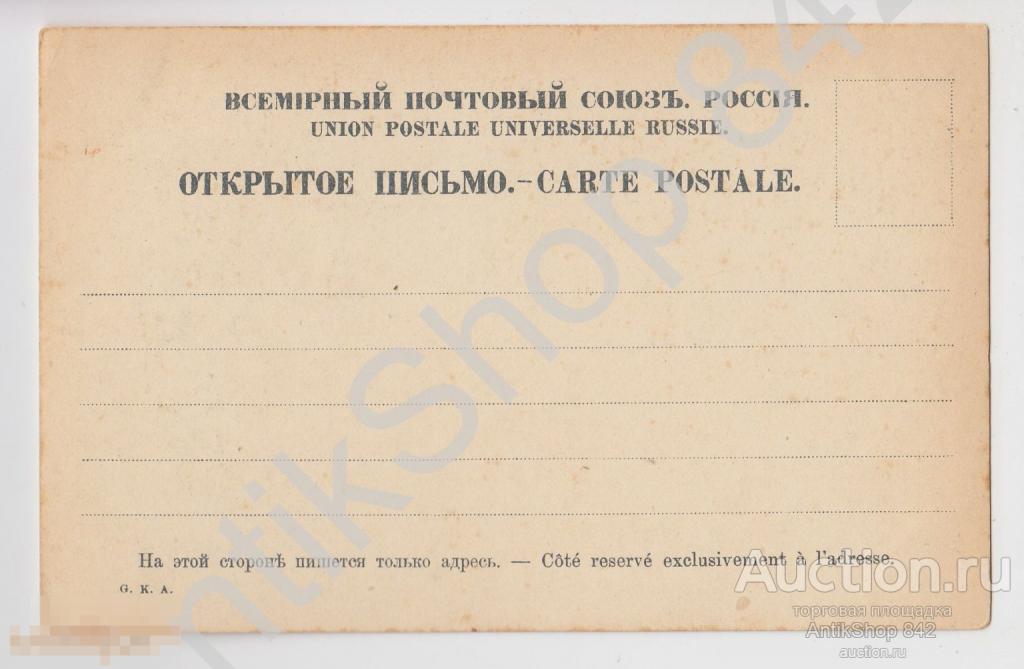 ВСЕМІРНЫЙ ПОЧТОВЫЙ СОЮЗЪ. РОССІЯ.
UNION POSTALE UNIVERSELLE RUSSIE.
ОТКРЫТОЕ ПИСЬМО.-CARTE POSTALE.
На этой сторонѣ пишется только адресъ. — Côté reservé exclusivement à l'adresse.
G. K. A.
AntikShop 842
Auction.ru
торговая площадка
AntikShop 842
auction.ru